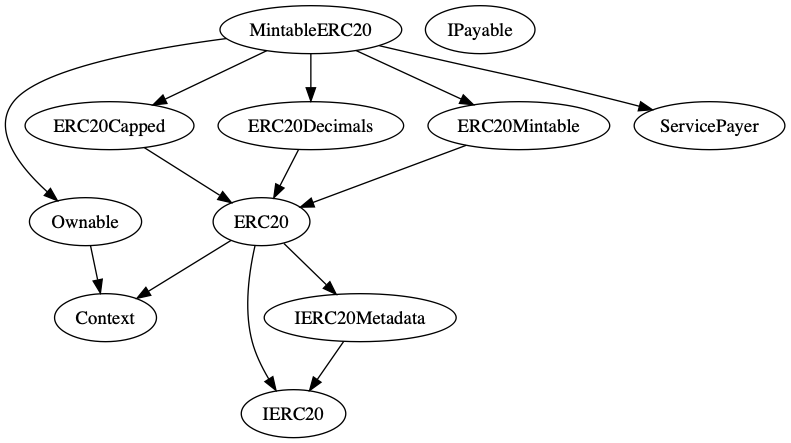 MintableERC20
IPayable
ERC20Capped
ERC20Decimals
ERC20Mintable
ServicePayer
Ownable
ERC20
Context
IERC20Metadata
IERC20